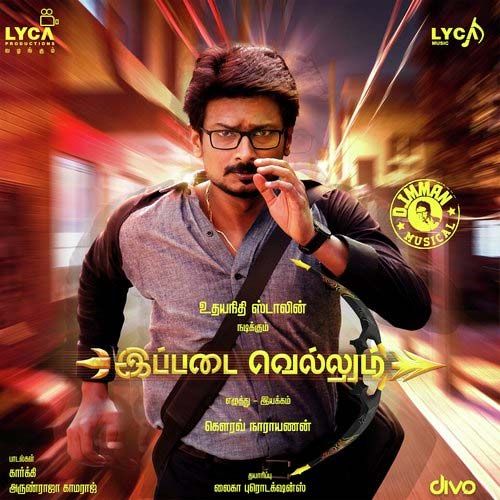 LYCA
PRODUCTIONS
வழங்கும்
LYCA
MUSIC
D.IMMAN
MUSICAL
உதயநிதி ஸ்டாலின்
நடிக்கும்
இப்படை வெல்லும்
எழுத்து - இயக்கம்
கௌரவ் நாராயணன்
பாடல்கள்
கார்க்கி
அருண்ராஜா காமராஜ்
தயாரிப்பு
லைகா புரொடக்ஷன்ஸ்
divo